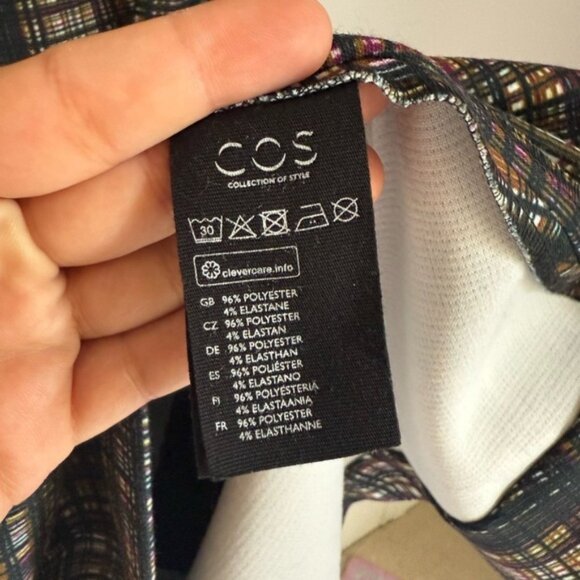 COS
COLLECTION OF STYLE
30
clevercare.info
GB 96% POLYESTER
4% ELASTANE
CZ 96% POLYESTER
4% ELASTAN
DE 96% POLYESTER
4% ELASTHAN
ES 96% POLIÉSTER
4% ELASTANO
FI 96% POLYESTERIÄ
4% ELASTAANIA
FR 96% POLYESTER
4% ELASTHANNE